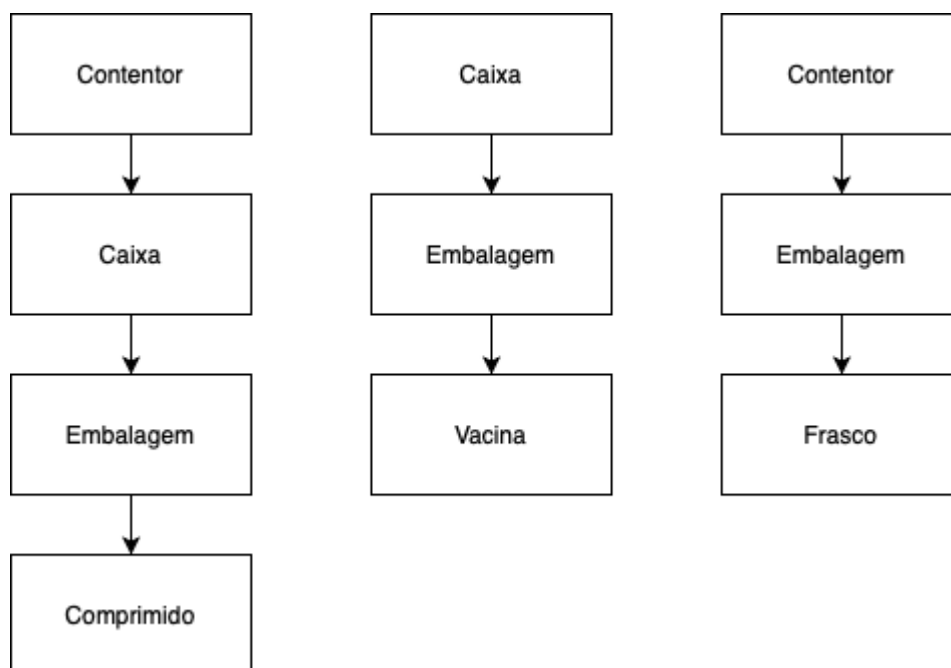 Contentor
Caixa
Embalagem
Comprimido
Caixa
Embalagem
Vacina
Contentor
Embalagem
Frasco